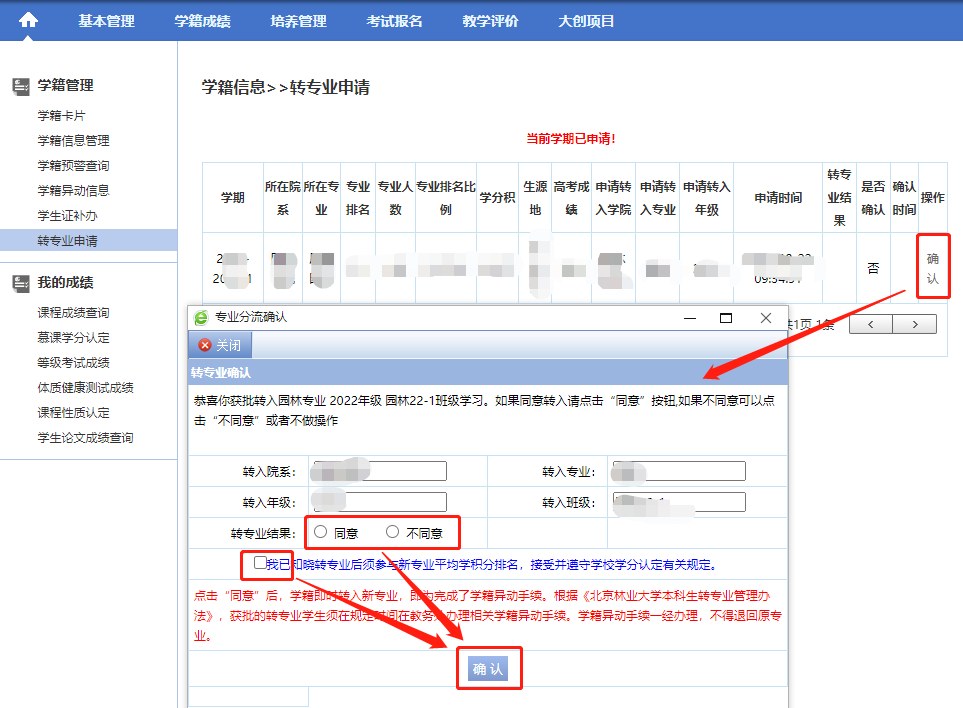 基本管理 学籍成绩 培养管理 考试报名 教学评价 大创项目
学籍管理
学籍卡片
学籍信息管理
学籍预警查询
学籍异动信息
学生证补办
转专业申请
我的成绩
课程成绩查询
慕课学分认定
等级考试成绩
体质健康测试成绩
课程性质认定
学生论文成绩查询
学籍信息>>转专业申请
当前学期已申请!
学期 所在院系 所在专业 专业排名 专业人数 专业排名比例 学分积 生源地 高考成绩 申请转入学院 申请转入专业 申请转入年级 申请时间 转专业结果 是否确认 确认时间 操作
否 确认
共1页 1条 < >
专业分流确认
关闭
转专业确认
恭喜你获批转入园林专业 2022年级 园林22-1班级学习。如果同意转入请点击“同意”按钮,如果不同意可以点
击“不同意”或者不做操作
转入院系: 转入专业:
转入年级: 转入班级:
转专业结果: 同意 不同意
我已知晓转专业后须参与新专业平均学积分排名，接受并遵守学校学分认定有关规定。
点击“同意”后，学籍即时转入新专业，即为完成了学籍异动手续。根据《北京林业大学本科生转专业管理办
法》，获批的转专业学生须在规定时间在教务处办理相关学籍异动手续。学籍异动手续一经办理，不得退回原专
业。
确认